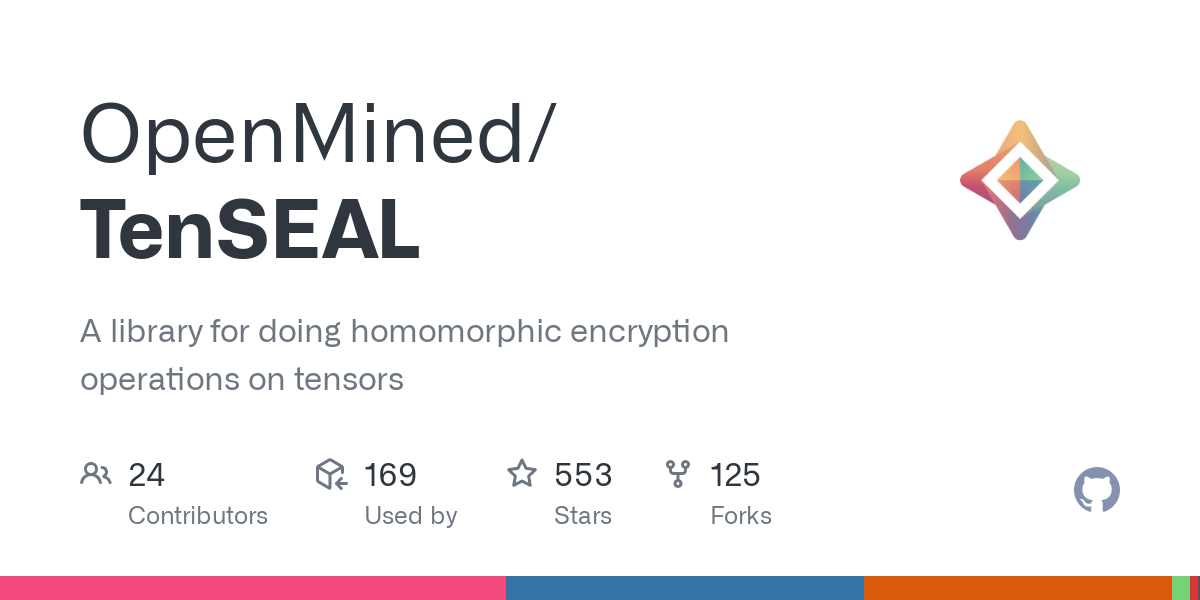 OpenMined/
TenSEAL
A library for doing homomorphic encryption
operations on tensors
24 169 553 125
Contributors Used by Stars Forks